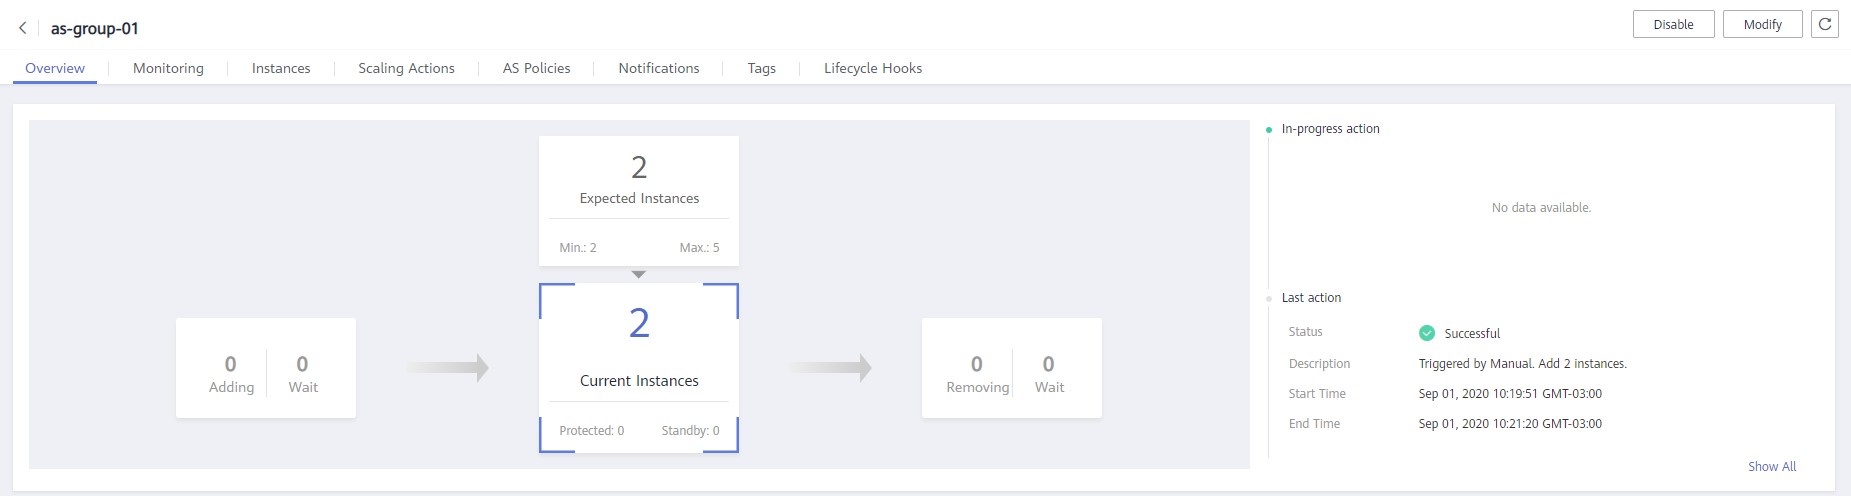 as-group-01
Disable
Modify
Overview
Monitoring
Instances
Scaling Actions
AS Policies
Notifications
Tags
Lifecycle Hooks
2
Expected Instances
Min.: 2
Max.: 5
0
Adding
0
Wait
2
Current Instances
Protected: 0
Standby: 0
0
Removing
0
Wait
In-progress action
No data available.
Last action
Status
Successful
Description
Triggered by Manual. Add 2 instances.
Start Time
Sep 01, 2020 10:19:51 GMT-03:00
End Time
Sep 01, 2020 10:21:20 GMT-03:00
Show All